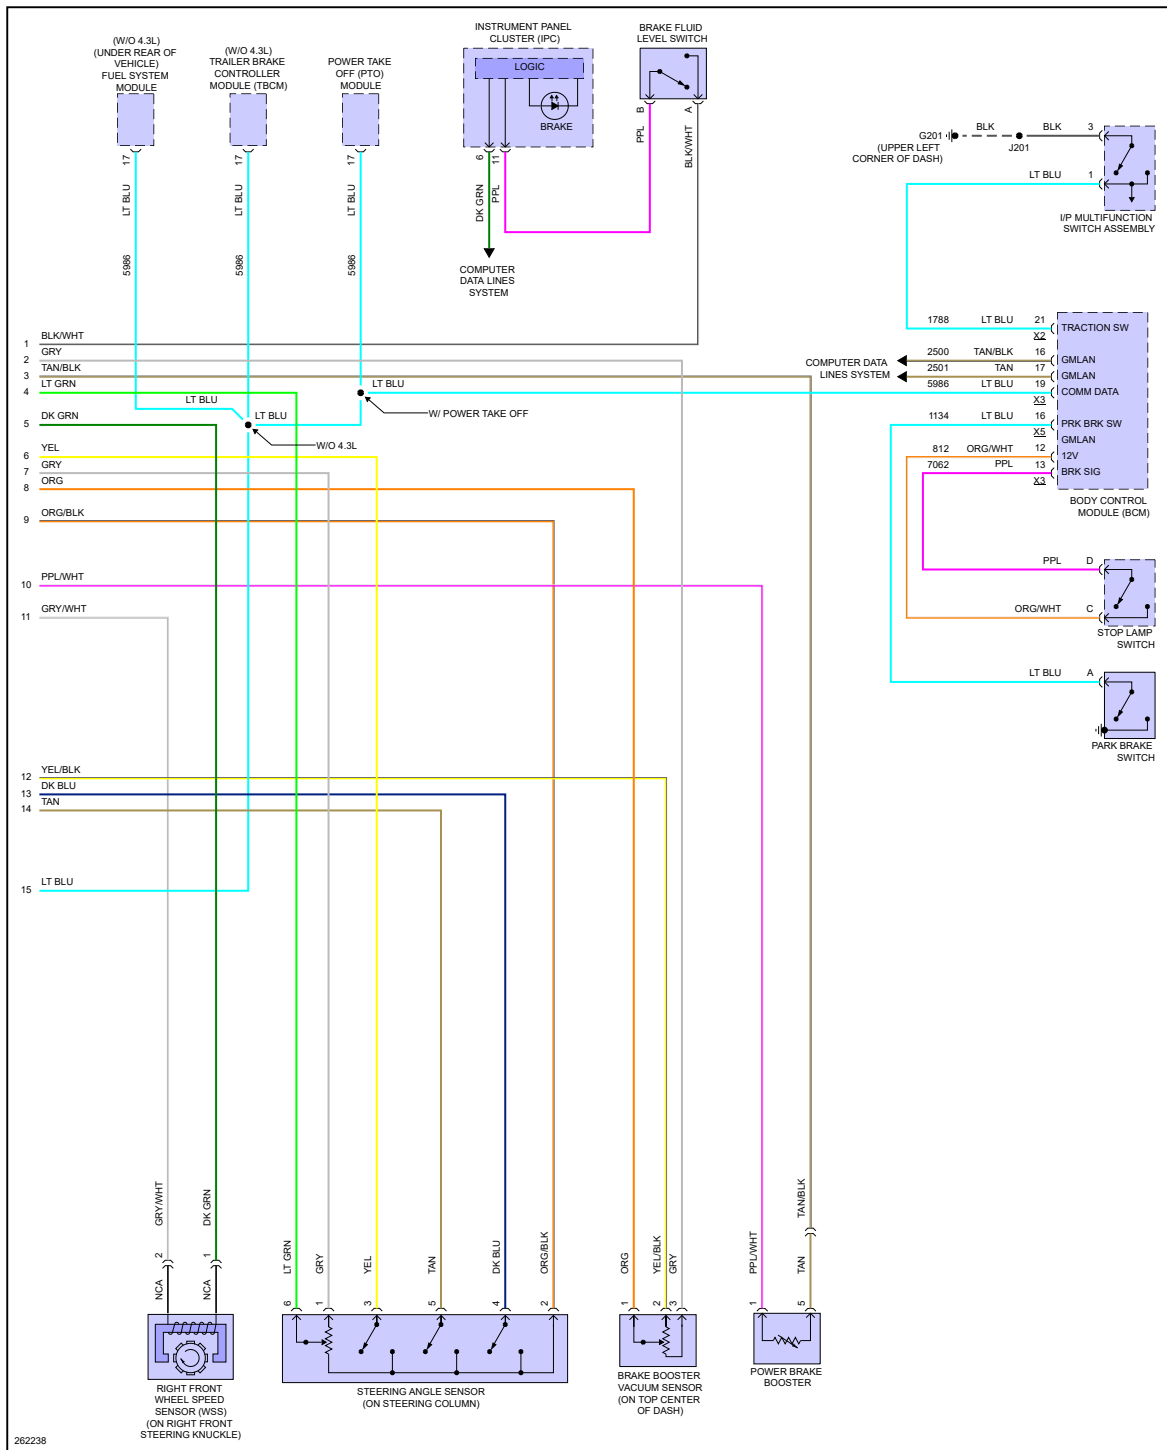 (W/O 4.3L)
(UNDER REAR OF
VEHICLE)
FUEL SYSTEM
MODULE
(W/O 4.3L)
TRAILER BRAKE
CONTROLLER
MODULE (TBCM)
POWER TAKE
OFF (PTO)
MODULE
INSTRUMENT PANEL
CLUSTER (IPC)
LOGIC
BRAKE
BRAKE FLUID
LEVEL SWITCH
17
LT BLU
5986
17
LT BLU
5986
17
LT BLU
5986
6
DK GRN
11
PPL
COMPUTER
DATA LINES
SYSTEM
B
PPL
A
BLK/WHT
G201
(UPPER LEFT
CORNER OF DASH)
BLK
J201
BLK
3
LT BLU
1
I/P MULTIFUNCTION
SWITCH ASSEMBLY
1 BLK/WHT
2 GRY
3 TAN/BLK
4 LT GRN
LT BLU
5 DK GRN
LT BLU
LT BLU
W/ POWER TAKE OFF
W/O 4.3L
6 YEL
7 GRY
8 ORG
9 ORG/BLK
10 PPL/WHT
11 GRY/WHT
12 YEL/BLK
13 DK BLU
14 TAN
15 LT BLU
1788 LT BLU 21 TRACTION SW
X2
COMPUTER DATA
LINES SYSTEM
2500 TAN/BLK 16 GMLAN
2501 TAN 17 GMLAN
5986 LT BLU 19 COMM DATA
X3
1134 LT BLU 16 PRK BRK SW
X5
GMLAN
812 ORG/WHT 12 12V
7062 PPL 13 BRK SIG
X3
BODY CONTROL
MODULE (BCM)
PPL D
ORG/WHT C
STOP LAMP
SWITCH
LT BLU A
PARK BRAKE
SWITCH
GRY/WHT
2
NCA
DK GRN
1
NCA
RIGHT FRONT
WHEEL SPEED
SENSOR (WSS)
(ON RIGHT FRONT
STEERING KNUCKLE)
LT GRN
6
GRY
1
YEL
3
TAN
5
DK BLU
4
ORG/BLK
2
STEERING ANGLE SENSOR
(ON STEERING COLUMN)
ORG
1
YEL/BLK
2
GRY
3
BRAKE BOOSTER
VACUUM SENSOR
(ON TOP CENTER
OF DASH)
PPL/WHT
1
TAN/BLK
TAN
5
POWER BRAKE
BOOSTER
262238